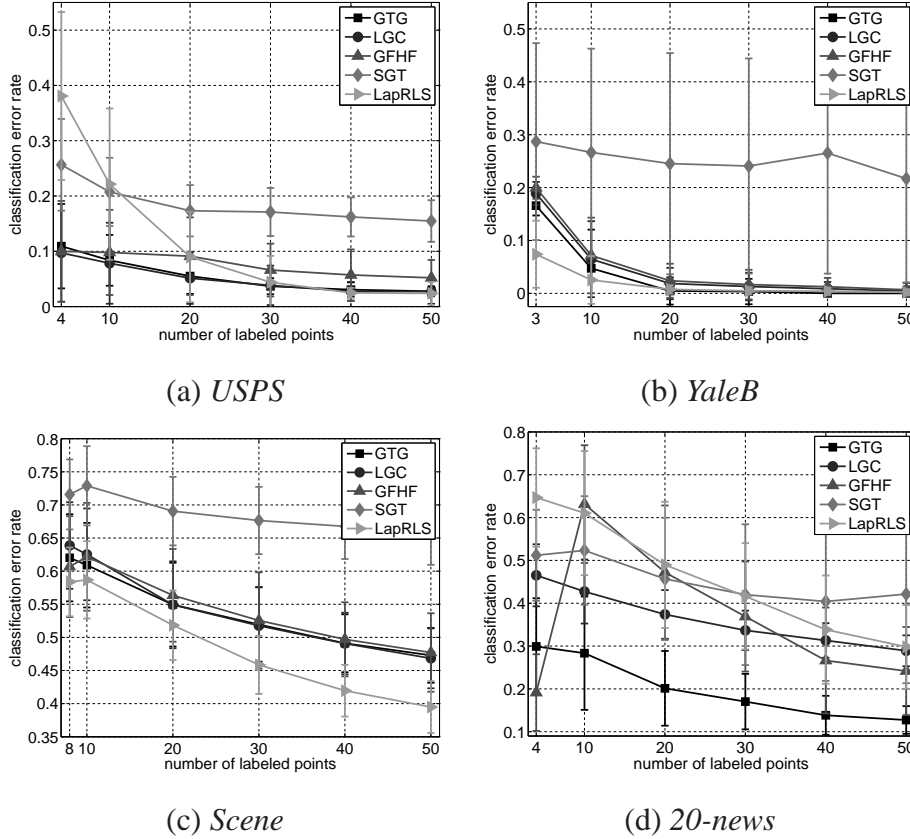 0.5
0.4
0.3
0.2
0.1
0
classification error rate
4 10 20 30 40 50
number of labeled points
GTG
LGC
GFHF
SGT
LapRLS
(a) USPS
0.5
0.4
0.3
0.2
0.1
0
classification error rate
3 10 20 30 40 50
number of labeled points
GTG
LGC
GFHF
SGT
LapRLS
(b) YaleB
0.8
0.75
0.7
0.65
0.6
0.55
0.5
0.45
0.4
0.35
classification error rate
8 10 20 30 40 50
number of labeled points
GTG
LGC
GFHF
SGT
LapRLS
(c) Scene
0.8
0.7
0.6
0.5
0.4
0.3
0.2
0.1
classification error rate
4 10 20 30 40 50
number of labeled points
GTG
LGC
GFHF
SGT
LapRLS
(d) 20-news